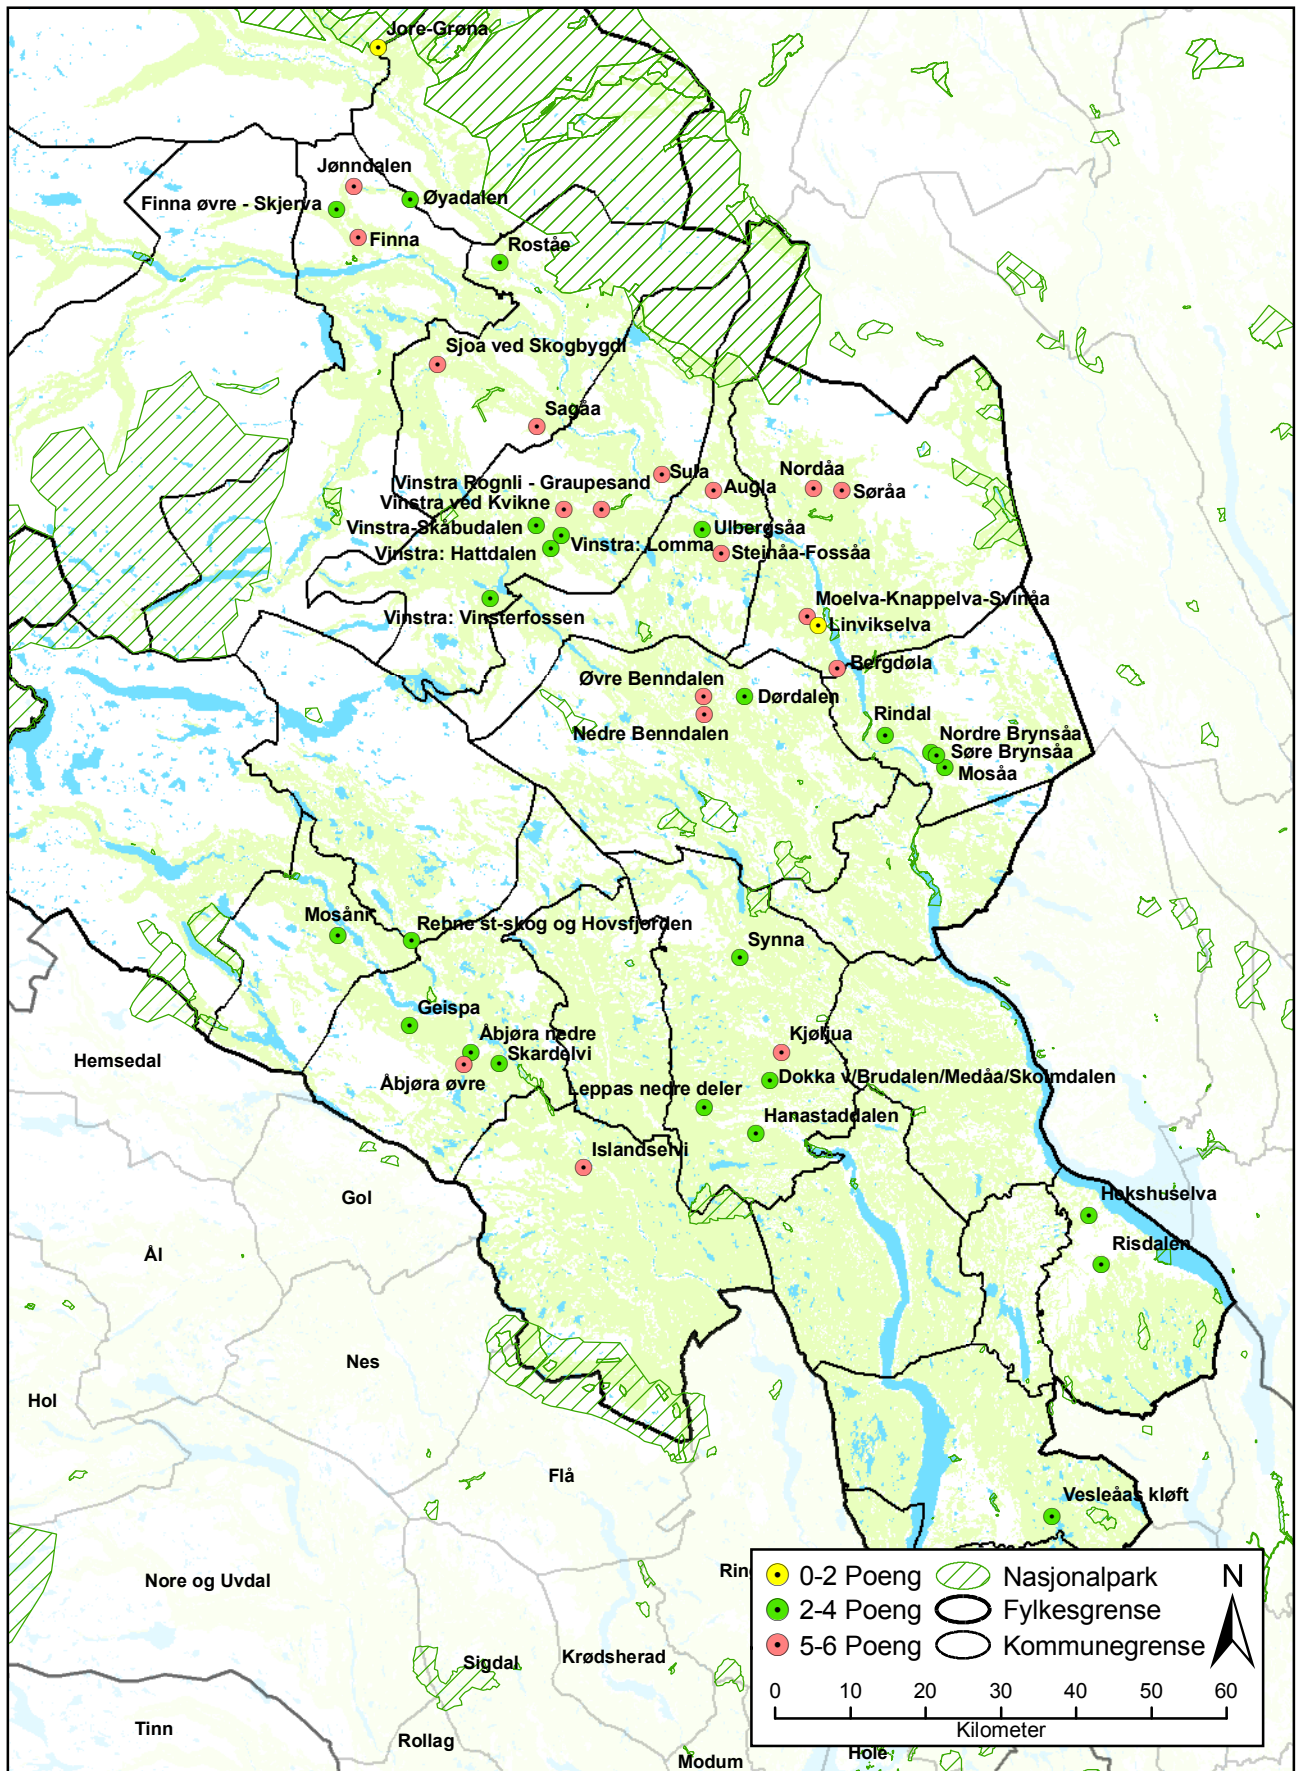 Jore-Grøna
Jønndalen
Finna øvre - Skjerva
Øyadalen
Finna
Roståe
Sjoa ved Skogbygdi
Sagåa
Sula
Vinstra Rognli - Graupesand
Augla
Nordåa
Søråa
Vinstra ved Kvikne
Vinstra-Skåbudalen
Ulbergsåa
Vinstra: Lomma
Vinstra: Hattdalen
Steinåa-Fossåa
Moelva-Knappelva-Svinåa
Vinstra: Vinsterfossen
Linvikselva
Bergdøla
Øvre Benndalen
Dørdalen
Rindal
Nedre Benndalen
Nordre Brynsåa
Søre Brynsåa
Mosåa
Mosåni
Rebne st-skog og Hovsfjorden
Synna
Geispa
Åbjøra nedre
Kjøljua
Skardelvi
Hemsedal
Åbjøra øvre
Dokka v/Brudalen/Medåa/Skolmdalen
Leppas nedre deler
Hanastaddalen
Islandselvi
Gol
Hokshuselva
Ål
Risdalen
Nes
Hol
Flå
Vesleåas kløft
Nore og Uvdal
Krødsherad
Sigdal
Tinn
Rollag
Modum
Hole
0-2 Poeng
Nasjonalpark
N
2-4 Poeng
Fylkesgrense
5-6 Poeng
Kommunegrense
0 10 20 30 40 50 60
Kilometer